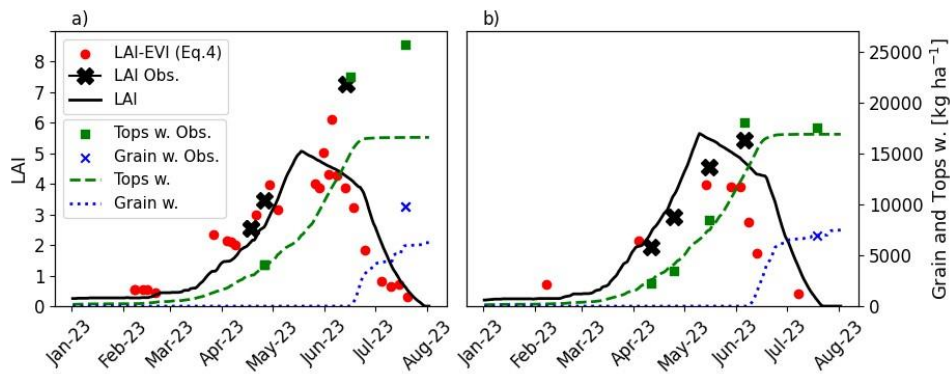 a)
b)
LAI-EVI (Eq.4)
LAI Obs.
LAI
Tops w. Obs.
Grain w. Obs.
Tops w.
Grain w.
LAI
8
7
6
5
4
3
2
1
0
25000
20000
15000
10000
5000
0
Grain and Tops w. [kg ha⁻¹]
Jan-23
Feb-23
Mar-23
Apr-23
May-23
Jun-23
Jul-23
Aug-23
Jan-23
Feb-23
Mar-23
Apr-23
May-23
Jun-23
Jul-23
Aug-23